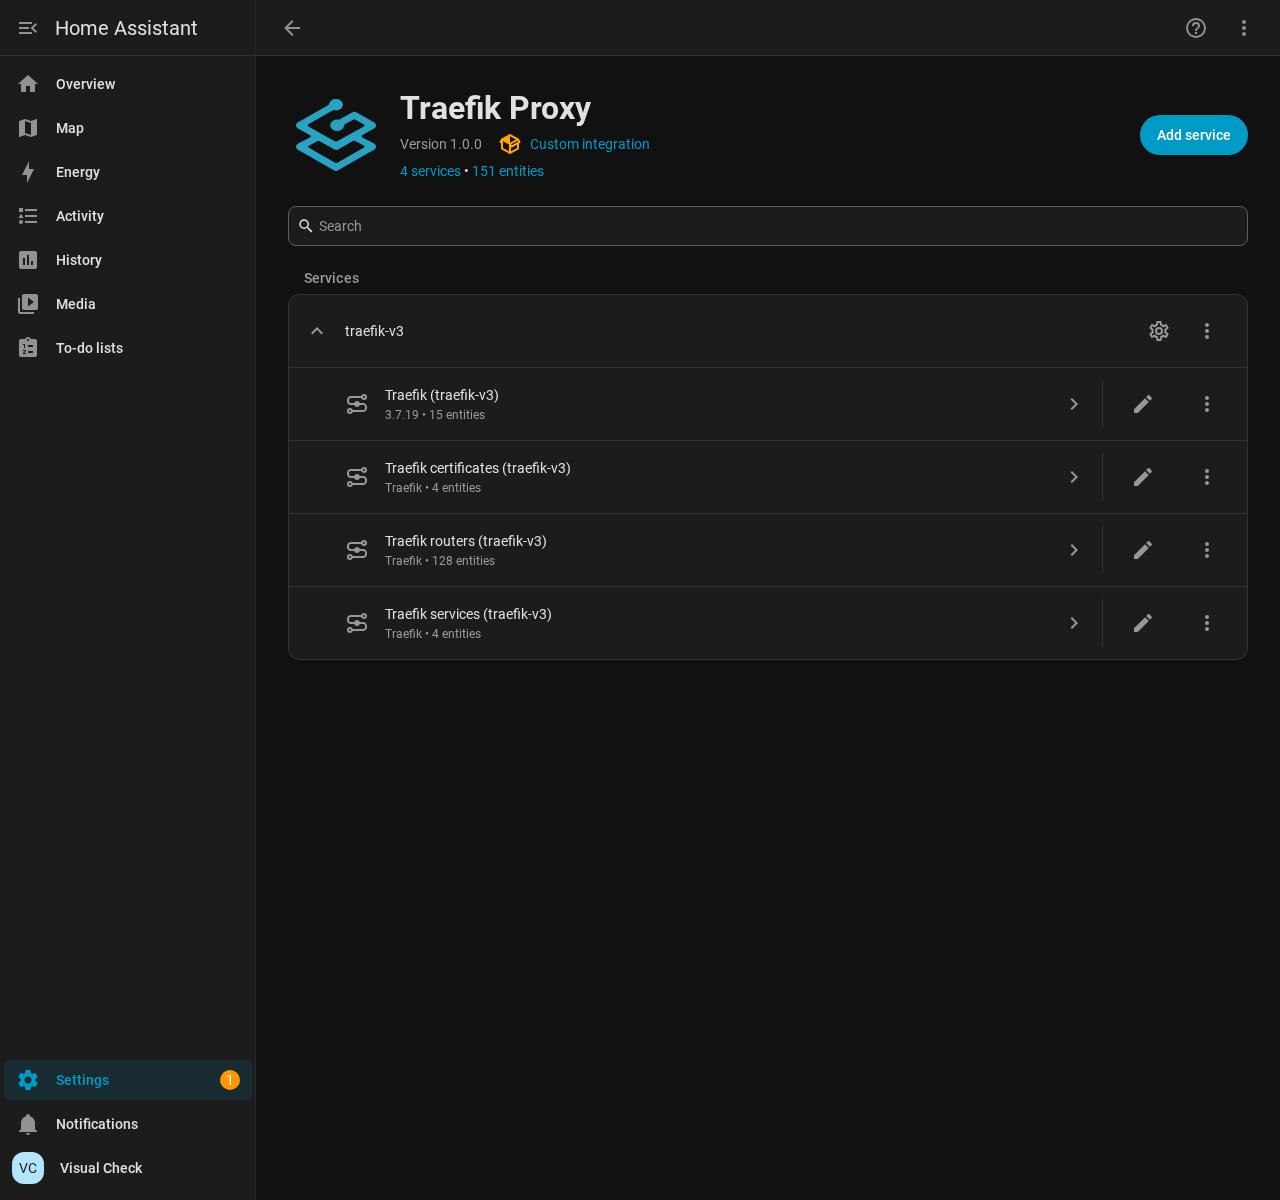 Home Assistant
Overview
Map
Energy
Activity
History
Media
To-do lists
Settings
1
Notifications
VC
Visual Check
Traefik Proxy
Version 1.0.0
Custom integration
4 services • 151 entities
Add service
Search
Services
traefik-v3
Traefik (traefik-v3)
3.7.19 • 15 entities
Traefik certificates (traefik-v3)
Traefik • 4 entities
Traefik routers (traefik-v3)
Traefik • 128 entities
Traefik services (traefik-v3)
Traefik • 4 entities